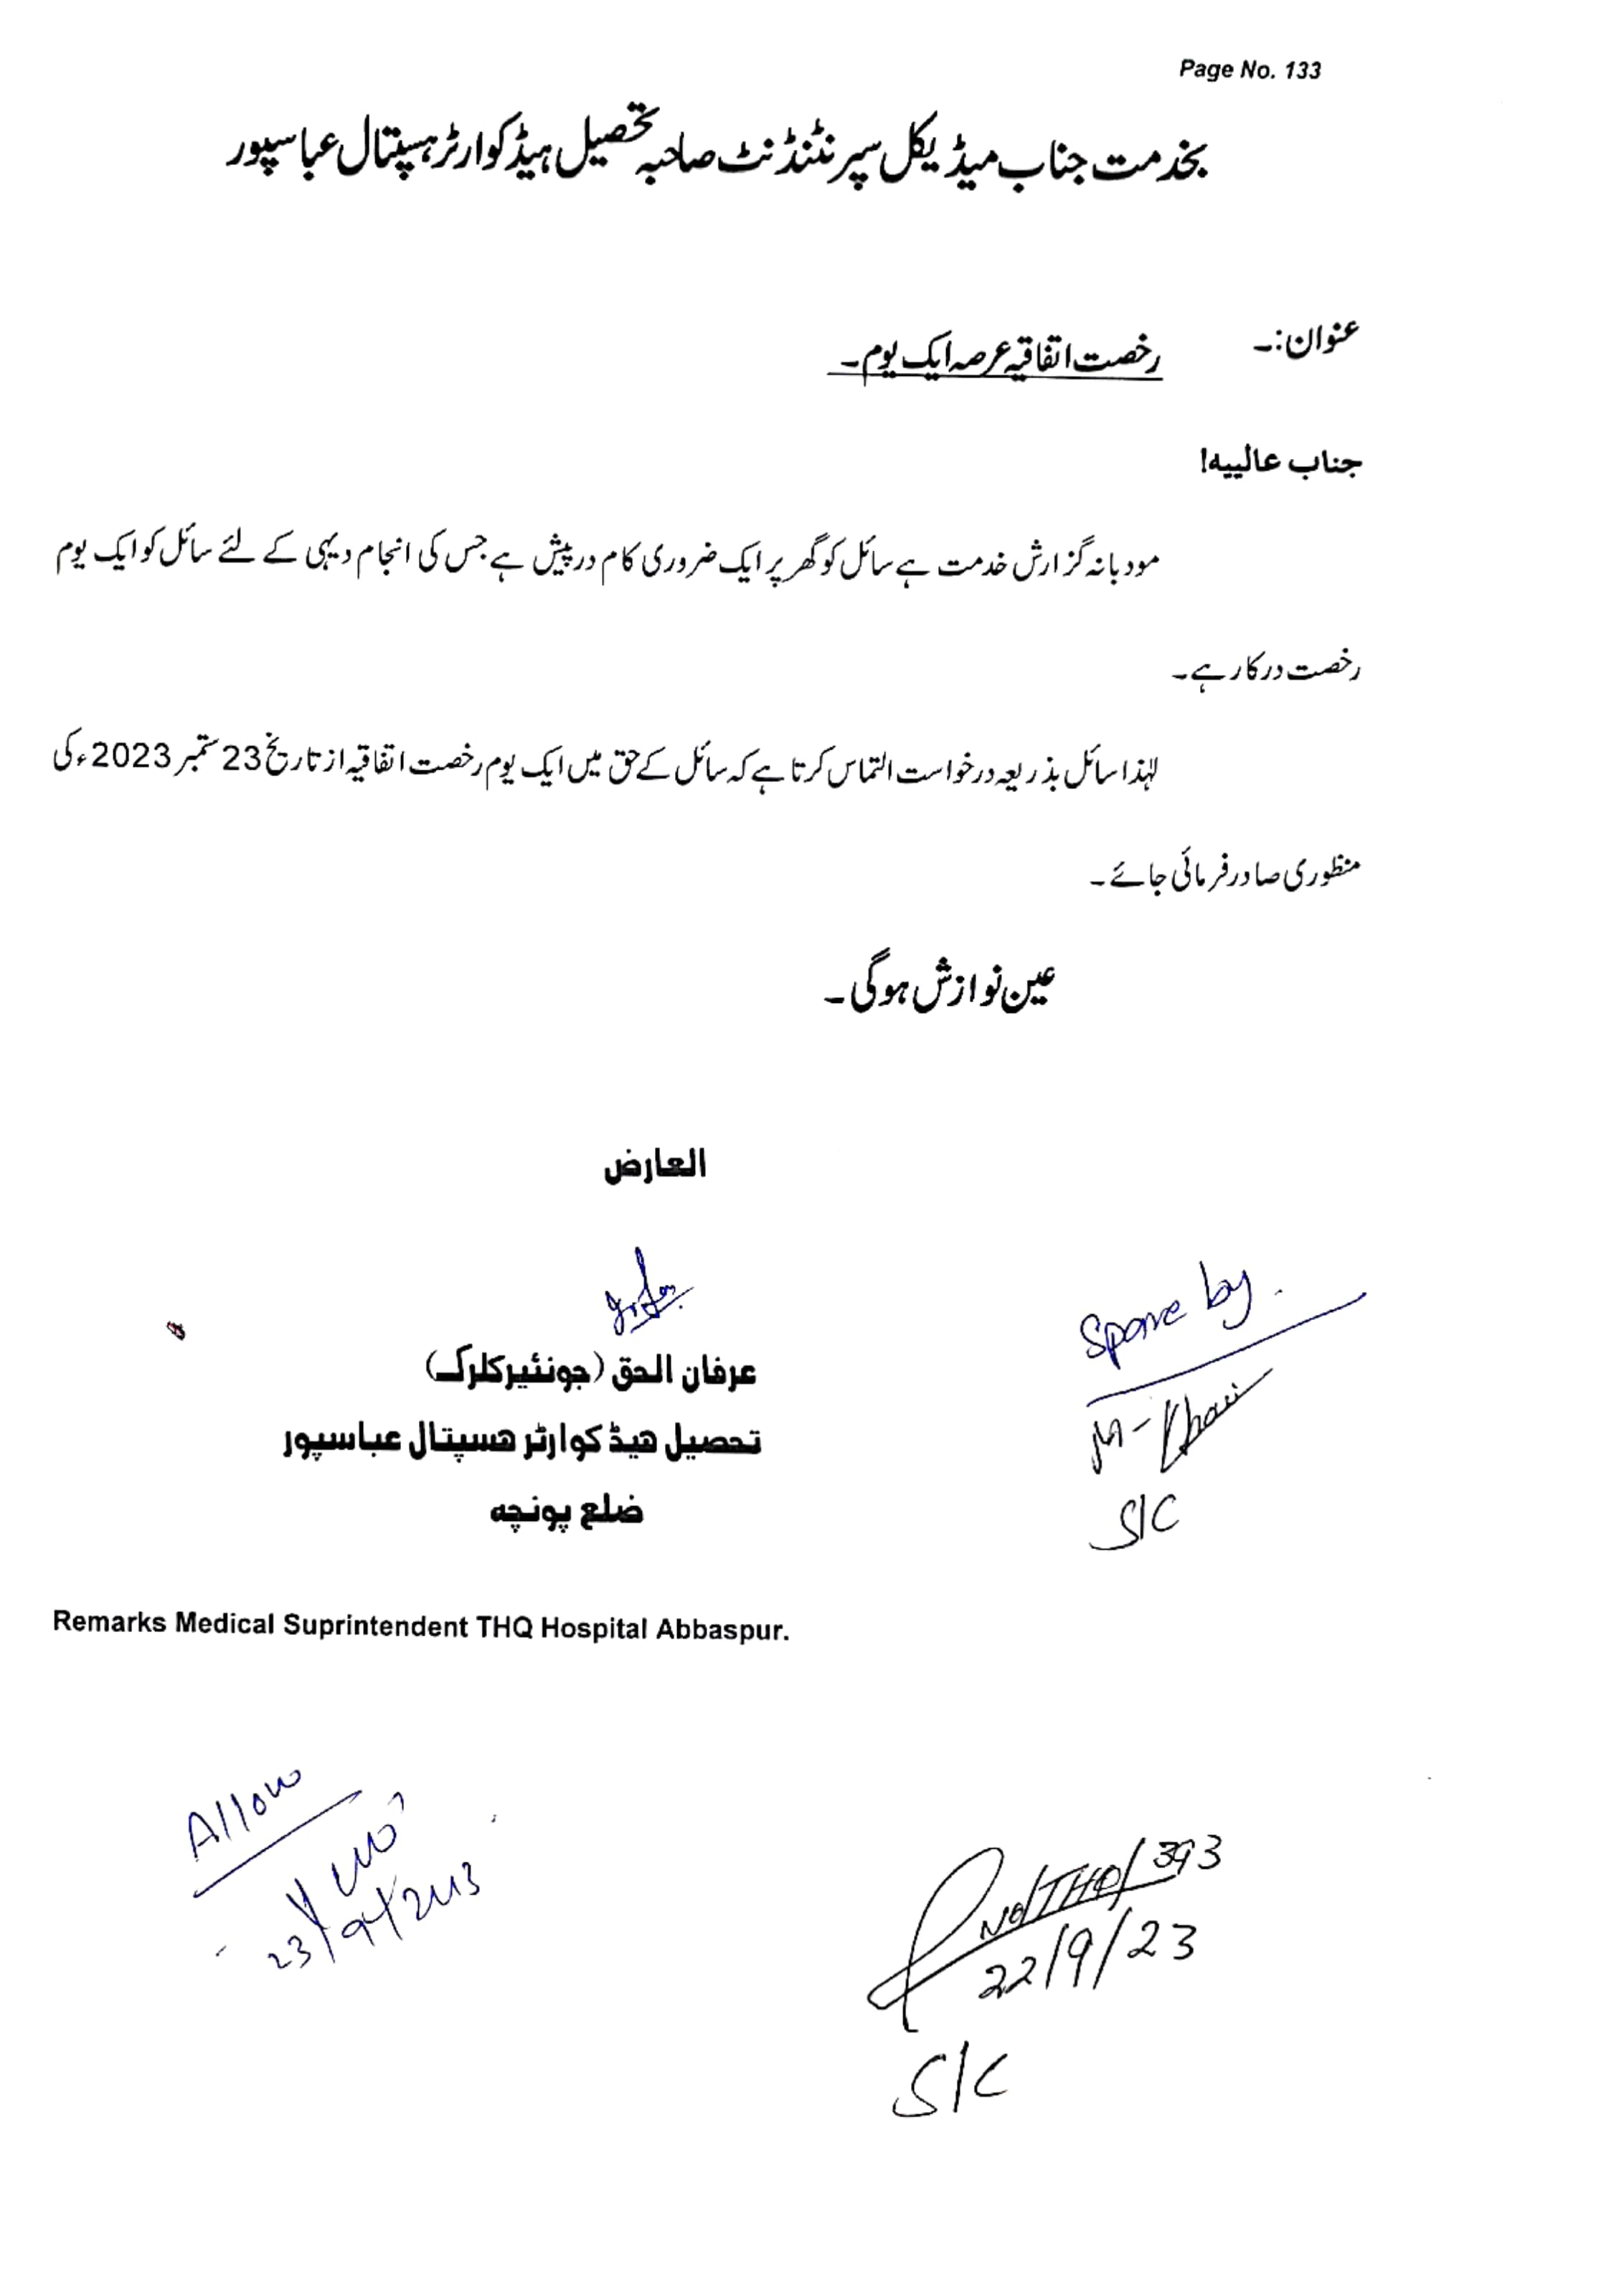 Page No. 133
بخدمت جناب میڈیکل سپرنٹنڈنٹ صاحبہ تحصیل ہیڈکوارٹر ہسپتال عباسپور
عنوان:۔ رخصت اتفاقیہ عرصہ ایک یوم۔
جناب عالییہ!
مودبانہ گزارش خدمت ہے سائل کو گھر پر ایک ضروری کام درپیش ہے جس کی انجام دیہی کے لئے سائل کو ایک یوم
رخصت درکار ہے۔
لہٰذا سائل بذریعہ درخواست التماس کرتا ہے کہ سائل کے حق میں ایک یوم رخصت اتفاقیہ از تاریخ 23 ستمبر 2023ء کی
منظوری صادر فرمائی جائے۔
عین نوازش ہوگی۔
العارض
عرفان الحق (جونئیر کلرک)
تحصیل ھیڈ کوارٹر ھسپتال عباسپور
ضلع پونچھ
Spare by
S/C
Remarks Medical Suprintendent THQ Hospital Abbaspur.
Allow
23/9/2023
No/THQ/393
22/9/23
S/C